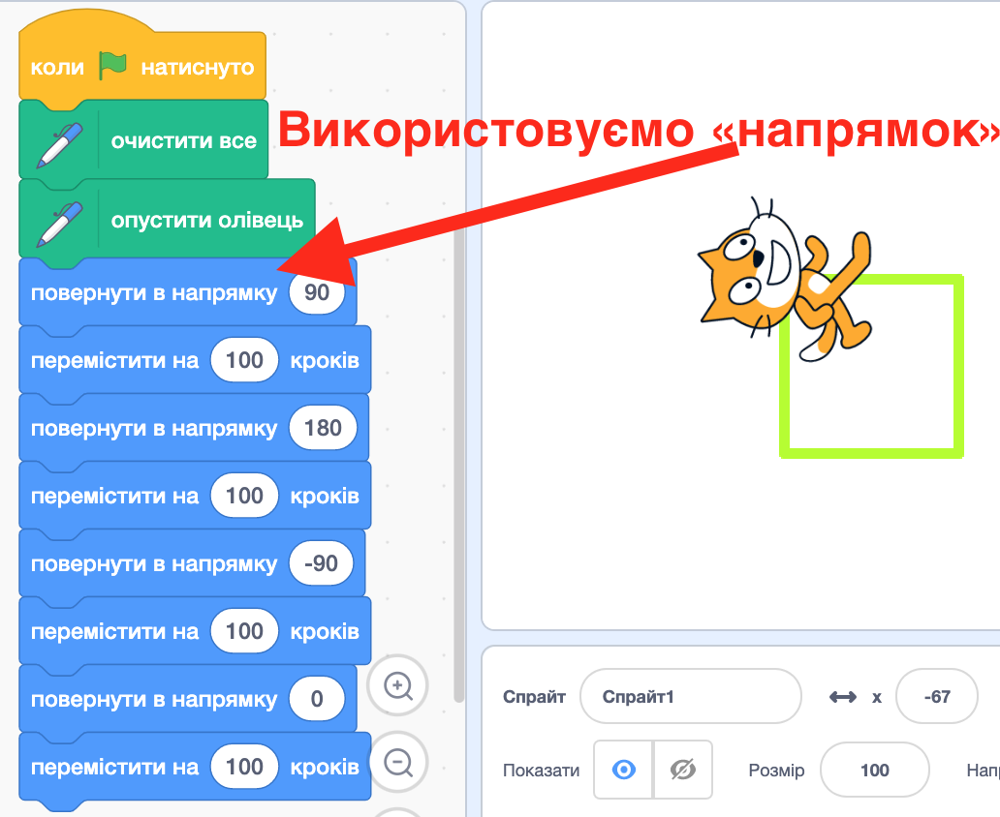 коли натиснуто
очистити все
Використовуємо «напрямок»
опустити олівець
повернути в напрямку 90
перемістити на 100 кроків
повернути в напрямку 180
перемістити на 100 кроків
повернути в напрямку -90
перемістити на 100 кроків
повернути в напрямку 0
перемістити на 100 кроків
Спрайт Спрайт1 x -67
Показати Розмір 100